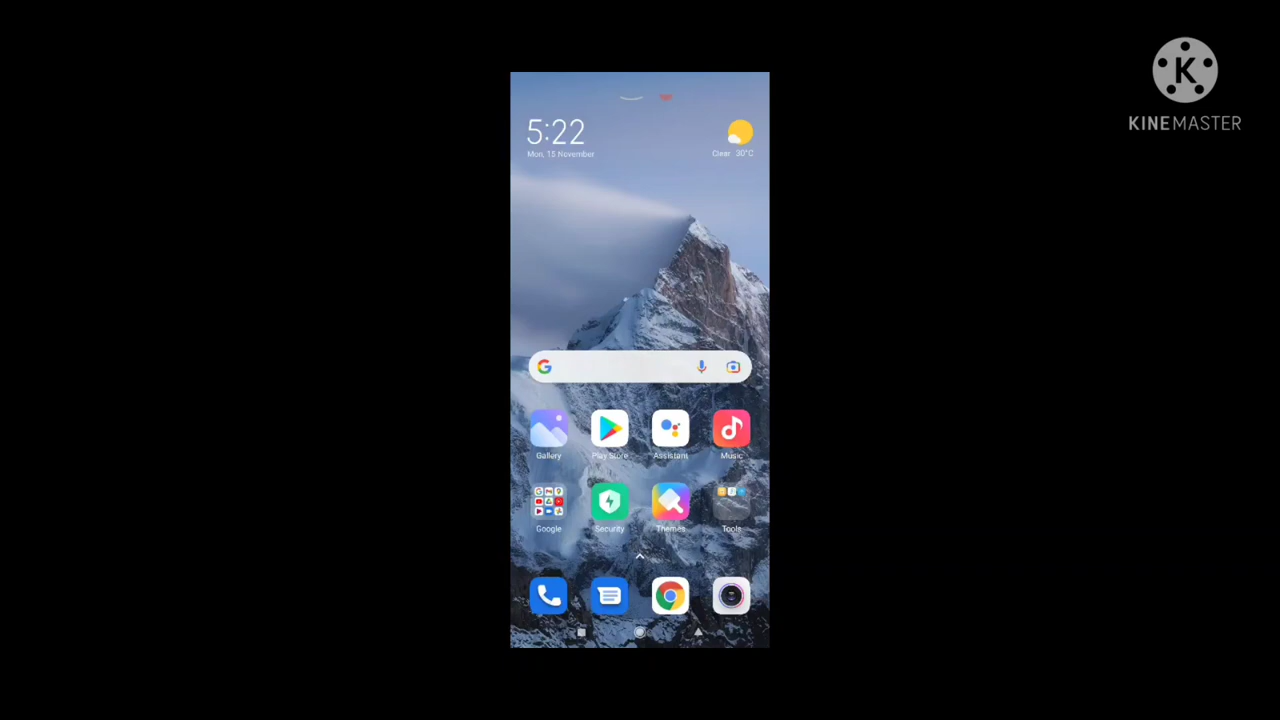 KINEMASTER
5:22
Mon, 15 November
Clear 30°C
Gallery
Play Store
Assistant
Music
Google
Security
Themes
Tools